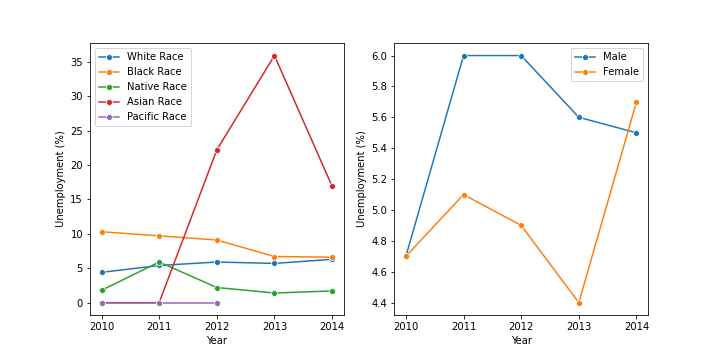 White Race
Black Race
Native Race
Asian Race
Pacific Race
35
30
25
20
15
10
5
0
Unemployment (%)
2010 2011 2012 2013 2014
Year
Male
Female
6.0
5.8
5.6
5.4
5.2
5.0
4.8
4.6
4.4
Unemployment (%)
2010 2011 2012 2013 2014
Year